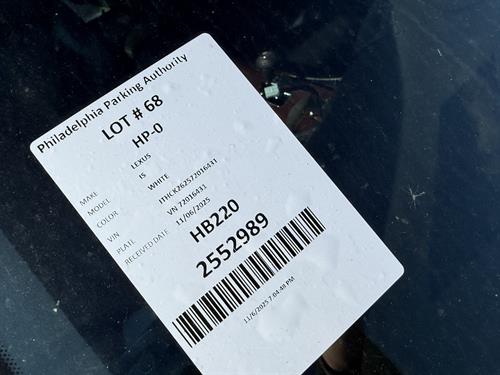 Philadelphia Parking Authority
LOT # 68
HP-0
MAKE LEXUS
MODEL IS
COLOR WHITE
VIN JTHCK262572016431
PLATE VN 72016431
RECEIVED DATE 11/06/2025
HB220
2552989
11/6/2025 7:04:48 PM